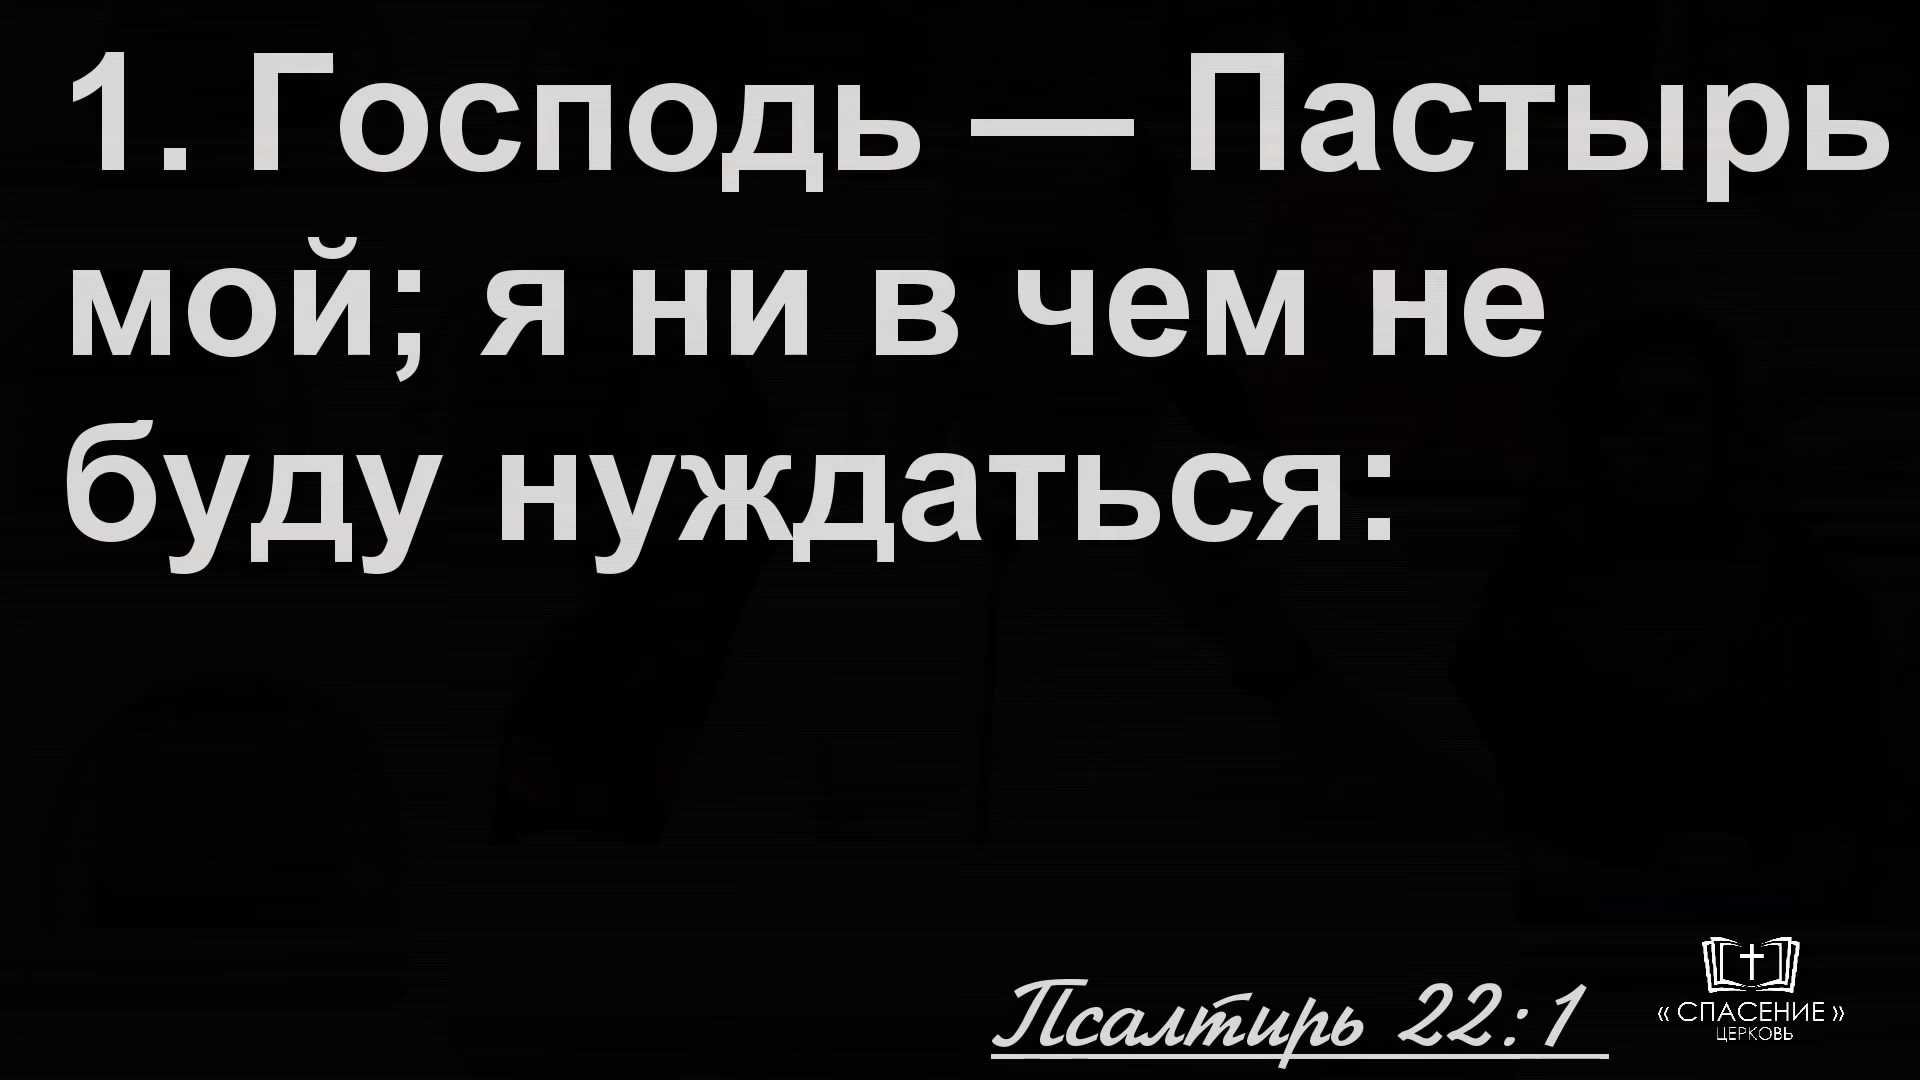 1. Господь — Пастырь
мой; я ни в чем не
буду нуждаться:
Псалтирь 22:1
« СПАСЕНИЕ »
ЦЕРКОВЬ